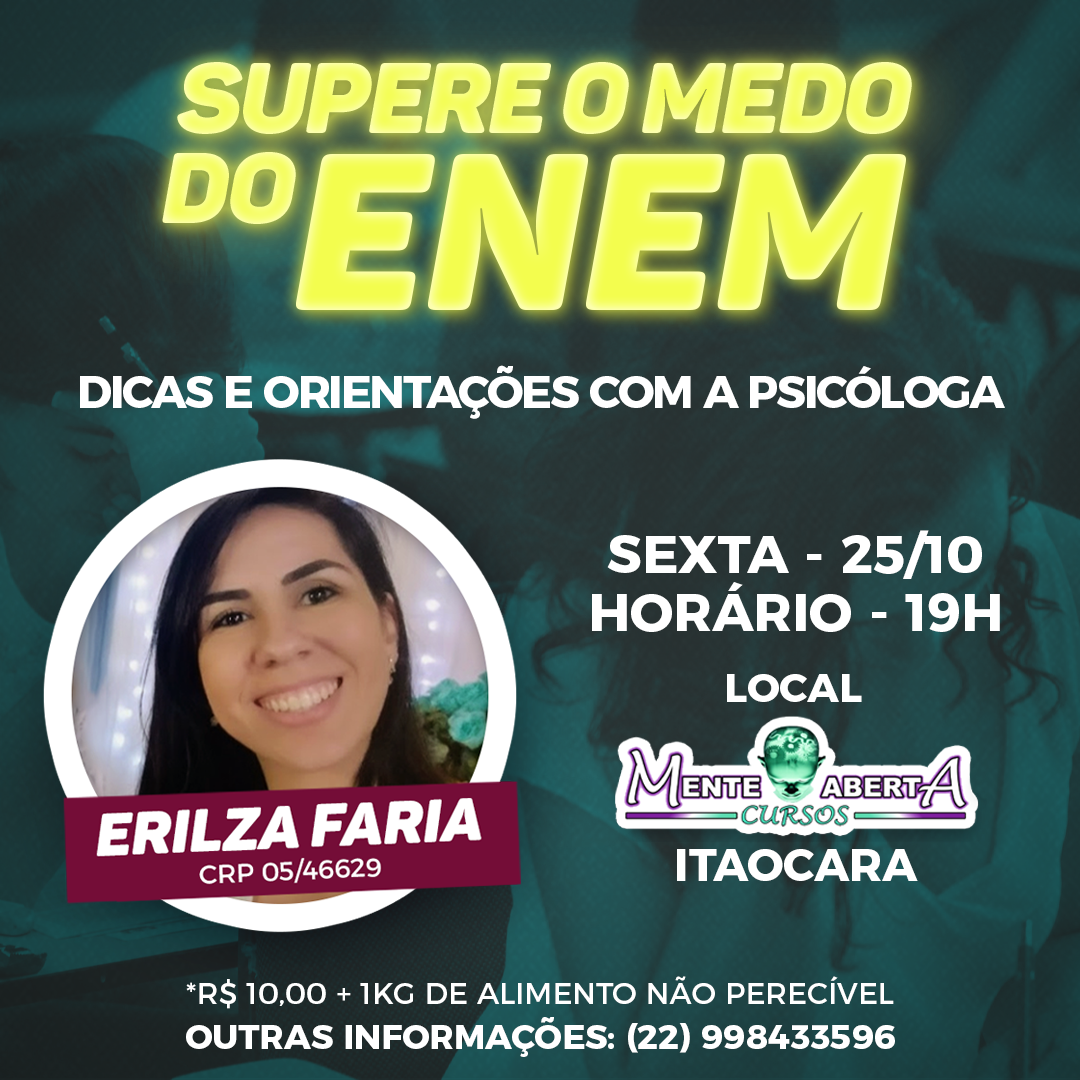 SUPERE O MEDO
DO ENEM
DICAS E ORIENTAÇÕES COM A PSICÓLOGA
SEXTA - 25/10
HORÁRIO - 19H
LOCAL
MENTE ABERTA
CURSOS
ITAOCARA
ERILZA FARIA
CRP 05/46629
*R$ 10,00 + 1KG DE ALIMENTO NÃO PERECÍVEL
OUTRAS INFORMAÇÕES: (22) 998433596